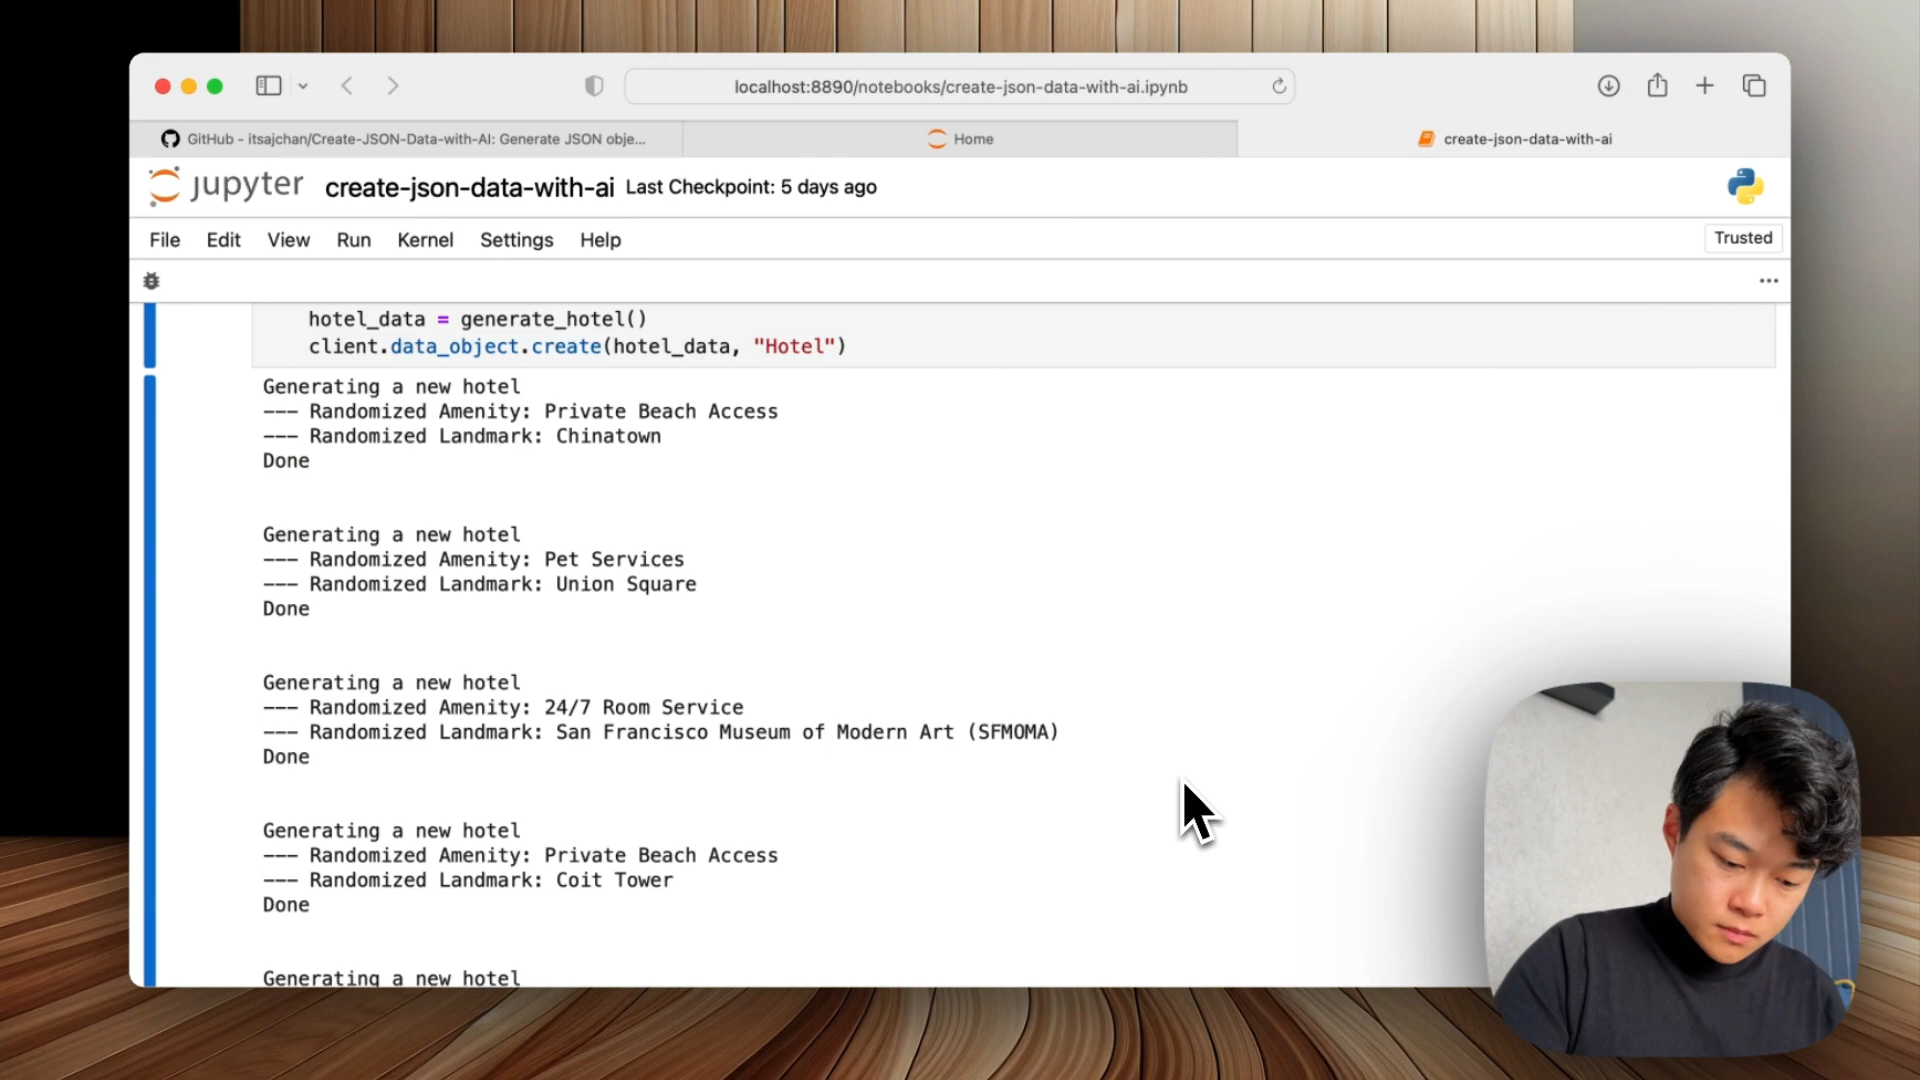 localhost:8890/notebooks/create-json-data-with-ai.ipynb
GitHub - itsajchan/Create-JSON-Data-with-AI: Generate JSON obje...
Home
create-json-data-with-ai
jupyter create-json-data-with-ai Last Checkpoint: 5 days ago
File Edit View Run Kernel Settings Help
Trusted
hotel_data = generate_hotel()
client.data_object.create(hotel_data, "Hotel")
Generating a new hotel
--- Randomized Amenity: Private Beach Access
--- Randomized Landmark: Chinatown
Done
Generating a new hotel
--- Randomized Amenity: Pet Services
--- Randomized Landmark: Union Square
Done
Generating a new hotel
--- Randomized Amenity: 24/7 Room Service
--- Randomized Landmark: San Francisco Museum of Modern Art (SFMOMA)
Done
Generating a new hotel
--- Randomized Amenity: Private Beach Access
--- Randomized Landmark: Coit Tower
Done
Generating a new hotel